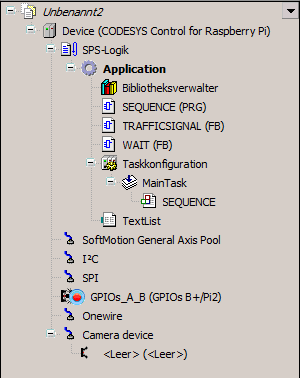 Unbenannt2
Device (CODESYS Control for Raspberry Pi)
SPS-Logik
Application
Bibliotheksverwalter
SEQUENCE (PRG)
TRAFFICSIGNAL (FB)
WAIT (FB)
Taskkonfiguration
MainTask
SEQUENCE
TextList
SoftMotion General Axis Pool
I²C
SPI
GPIOs_A_B (GPIOs B+/Pi2)
Onewire
Camera device
<Leer> (<Leer>)